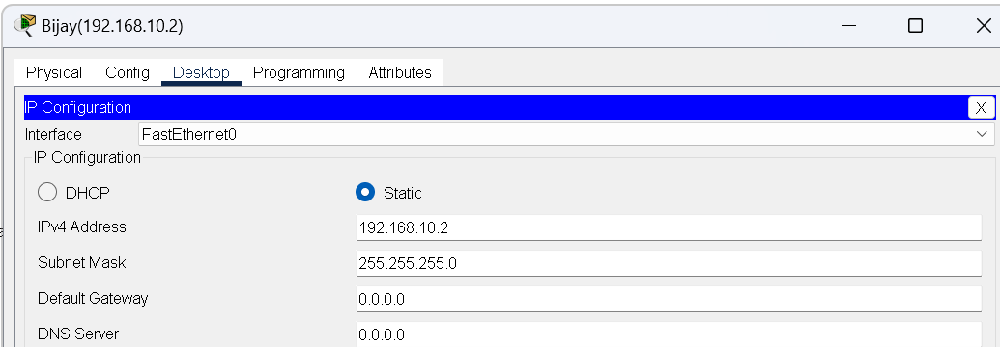 Bijay(192.168.10.2)
Physical Config Desktop Programming Attributes
IP Configuration X
Interface FastEthernet0
IP Configuration
DHCP Static
IPv4 Address 192.168.10.2
Subnet Mask 255.255.255.0
Default Gateway 0.0.0.0
DNS Server 0.0.0.0